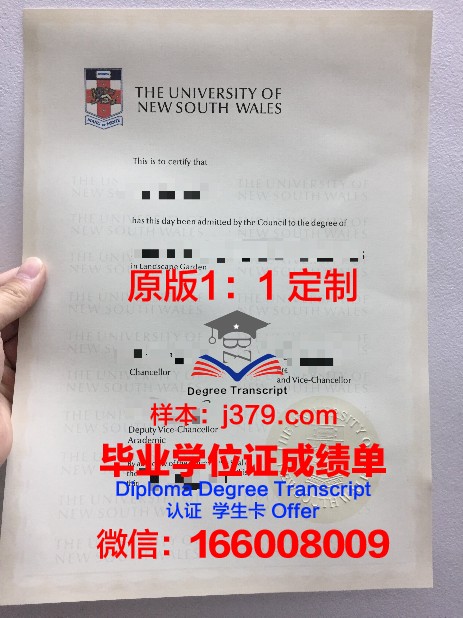 THE UNIVERSITY OF
NEW SOUTH WALES
This is to certify that
has this day been admitted by the Council to the degree of
in Landscape Garden
原版1：1 定制
Chancellor
and Vice-Chancellor
Degree Transcript
样本：j379.com
Deputy Vice-Chancellor
Academic
毕业学位证成绩单
Diploma Degree Transcript
认证 学生卡 Offer
微信：166008009